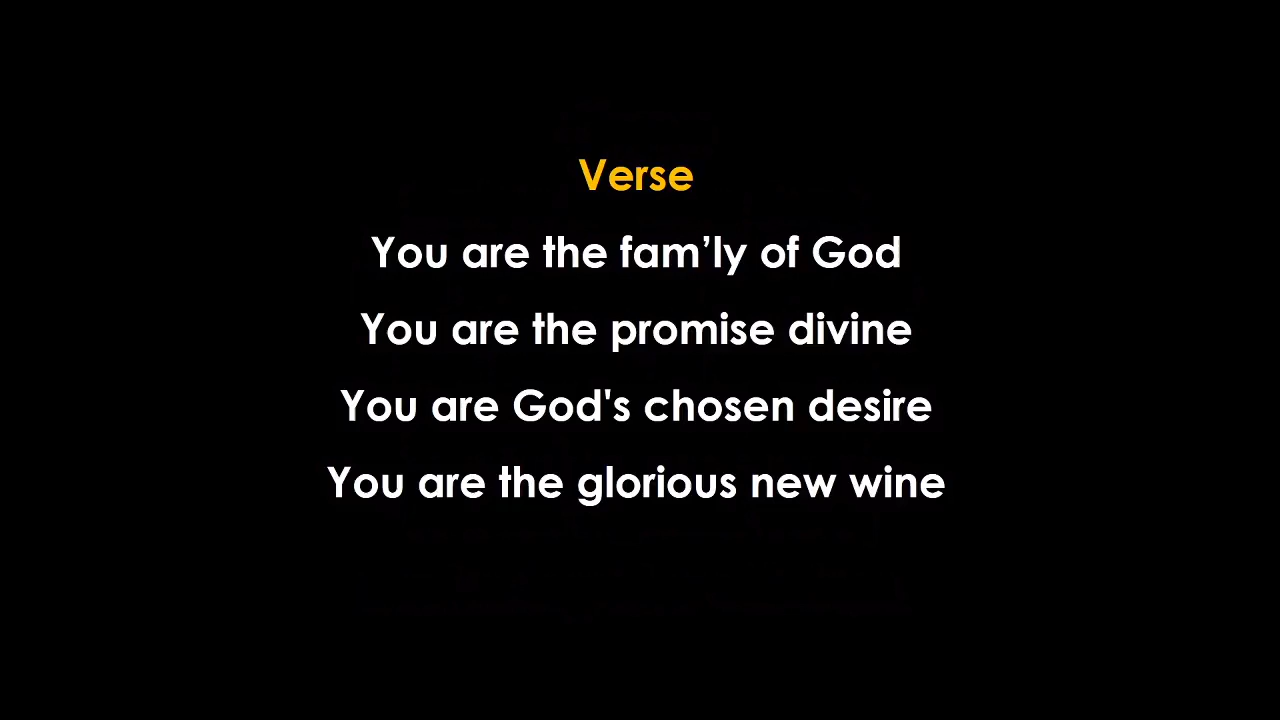 Verse
You are the fam’ly of God
You are the promise divine
You are God's chosen desire
You are the glorious new wine